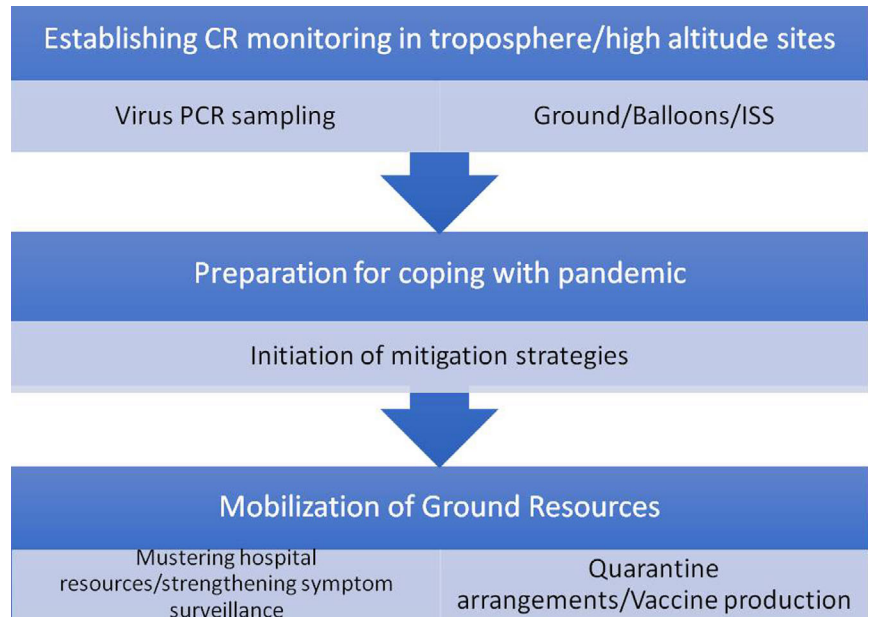 Establishing CR monitoring in troposphere/high altitude sites
Virus PCR sampling
Ground/Balloons/ISS
Preparation for coping with pandemic
Initiation of mitigation strategies
Mobilization of Ground Resources
Mustering hospital
resources/strengthening symptom
surveillance
Quarantine
arrangements/Vaccine production